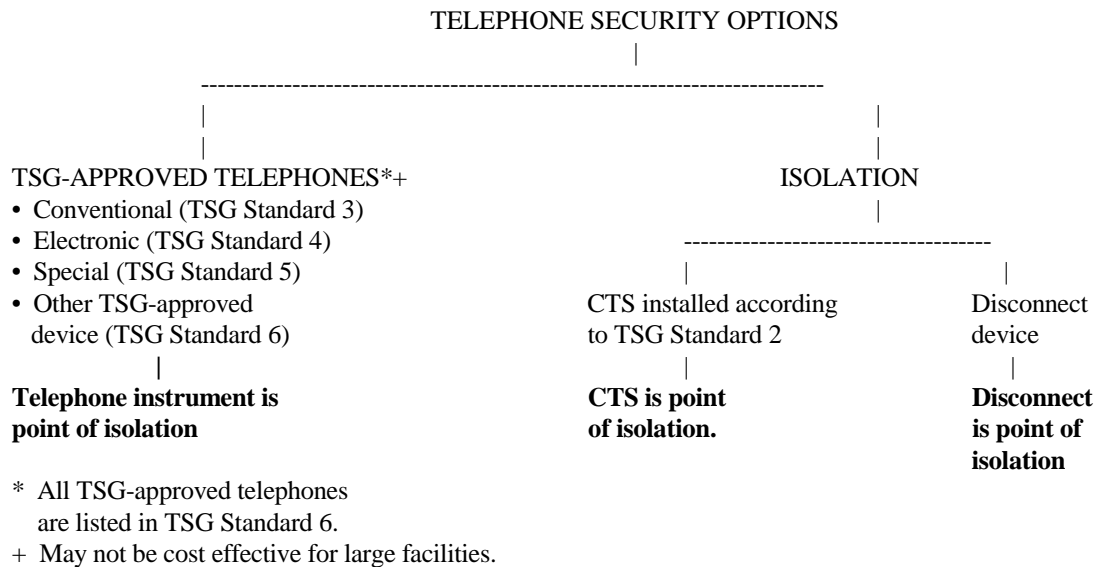 TELEPHONE SECURITY OPTIONS
TSG-APPROVED TELEPHONES*+
• Conventional (TSG Standard 3)
• Electronic (TSG Standard 4)
• Special (TSG Standard 5)
• Other TSG-approved
device (TSG Standard 6)
Telephone instrument is
point of isolation
ISOLATION
CTS installed according
to TSG Standard 2
CTS is point
of isolation.
Disconnect
device
Disconnect
is point of
isolation
* All TSG-approved telephones
are listed in TSG Standard 6.
+ May not be cost effective for large facilities.